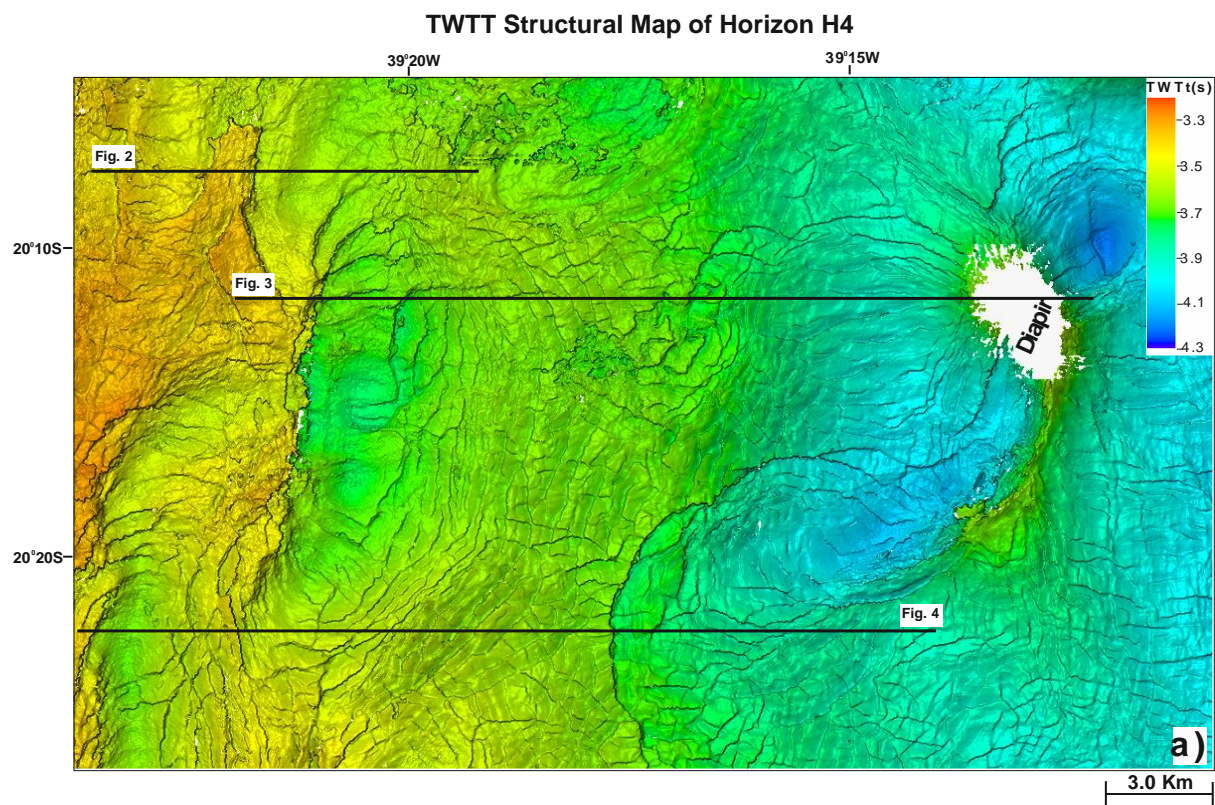 TWTT Structural Map of Horizon H4
39°20W
39°15W
TWTt(s)
-3.3
-3.5
-3.7
-3.9
-4.1
-4.3
Fig. 2
20°10S
Fig. 3
Diapir
20°20S
Fig. 4
a)
3.0 Km